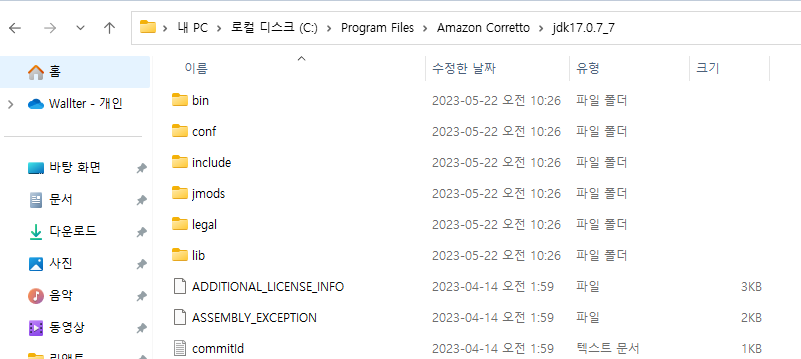 내 PC 로컬 디스크 (C:) Program Files Amazon Corretto jdk17.0.7_7
이름 수정한 날짜 유형 크기
홈
Wallter - 개인
바탕 화면
문서
다운로드
사진
음악
동영상
bin 2023-05-22 오전 10:26 파일 폴더
conf 2023-05-22 오전 10:26 파일 폴더
include 2023-05-22 오전 10:26 파일 폴더
jmods 2023-05-22 오전 10:26 파일 폴더
legal 2023-05-22 오전 10:26 파일 폴더
lib 2023-05-22 오전 10:26 파일 폴더
ADDITIONAL_LICENSE_INFO 2023-04-14 오전 1:59 파일 3KB
ASSEMBLY_EXCEPTION 2023-04-14 오전 1:59 파일 2KB
commitId 2023-04-14 오전 1:59 텍스트 문서 1KB